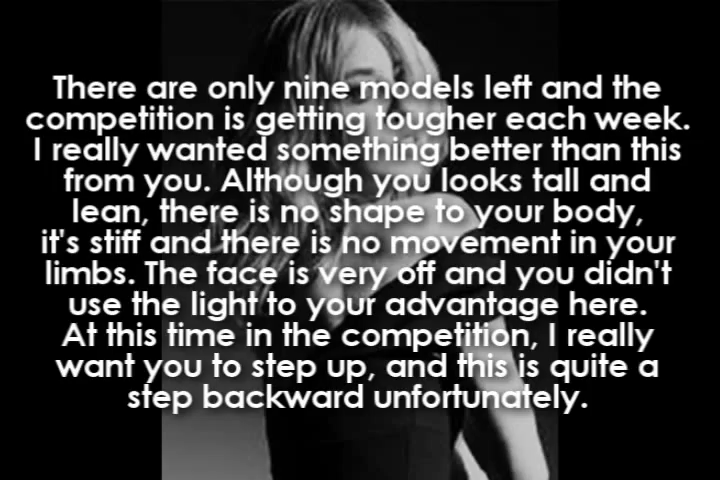 There are only nine models left and the
competition is getting tougher each week.
I really wanted something better than this
from you. Although you looks tall and
lean, there is no shape to your body,
it's stiff and there is no movement in your
limbs. The face is very off and you didn't
use the light to your advantage here.
At this time in the competition, I really
want you to step up, and this is quite a
step backward unfortunately.